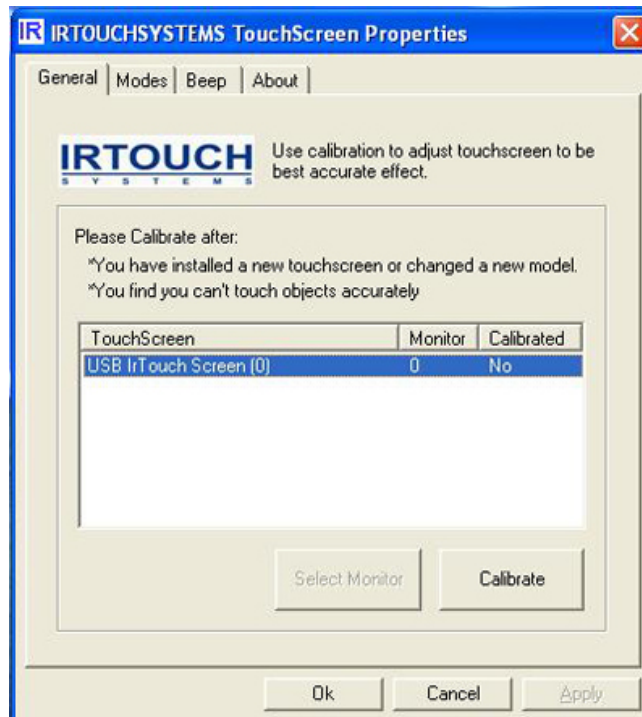 IR IRTOUCHSYSTEMS TouchScreen Properties
General Modes Beep About
IRTOUCH
SYSTEMS
Use calibration to adjust touchscreen to be
best accurate effect.
Please Calibrate after:
*You have installed a new touchscreen or changed a new model.
*You find you can't touch objects accurately
TouchScreen Monitor Calibrated
USB IrTouch Screen (0) 0 No
Select Monitor Calibrate
Ok Cancel Apply